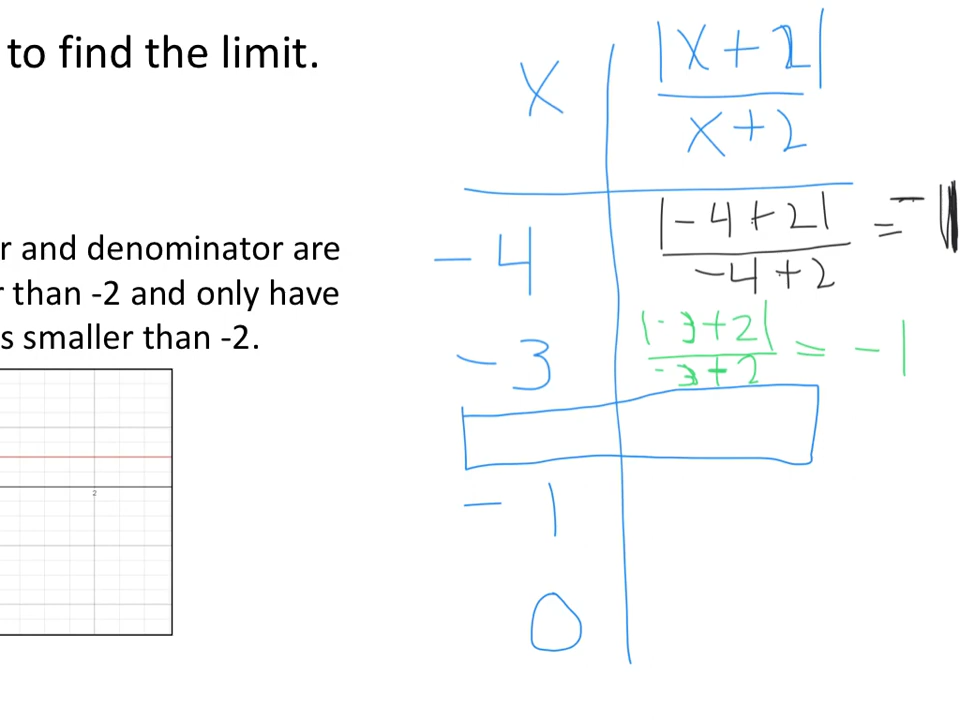 to find the limit.
x |x+2|
x+2
r and denominator are
r than -2 and only have
s smaller than -2.
2
-4 |-4+2| = -1
-4+2
-3 |-3+2| = -1
-3+2
-1
0